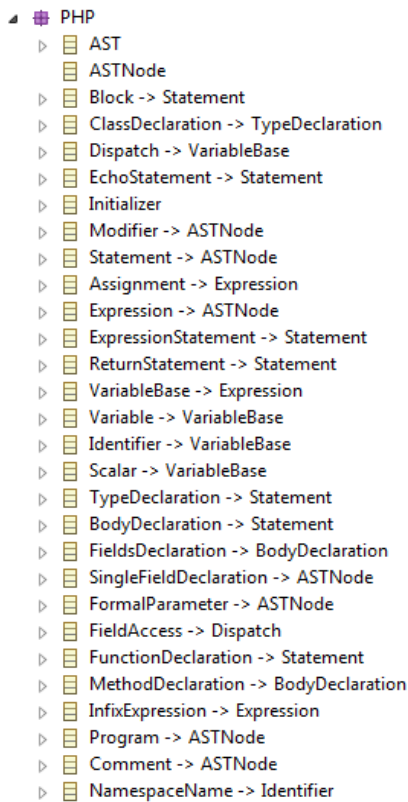 PHP
AST
ASTNode
Block -> Statement
ClassDeclaration -> TypeDeclaration
Dispatch -> VariableBase
EchoStatement -> Statement
Initializer
Modifier -> ASTNode
Statement -> ASTNode
Assignment -> Expression
Expression -> ASTNode
ExpressionStatement -> Statement
ReturnStatement -> Statement
VariableBase -> Expression
Variable -> VariableBase
Identifier -> VariableBase
Scalar -> VariableBase
TypeDeclaration -> Statement
BodyDeclaration -> Statement
FieldsDeclaration -> BodyDeclaration
SingleFieldDeclaration -> ASTNode
FormalParameter -> ASTNode
FieldAccess -> Dispatch
FunctionDeclaration -> Statement
MethodDeclaration -> BodyDeclaration
InfixExpression -> Expression
Program -> ASTNode
Comment -> ASTNode
NamespaceName -> Identifier